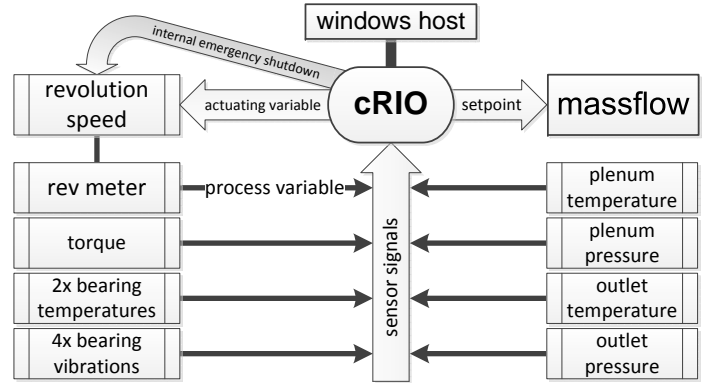 windows host
internal emergency shutdown
revolution
speed
actuating variable
cRIO
setpoint
massflow
rev meter
process variable
plenum
temperature
torque
plenum
pressure
sensor signals
2x bearing
temperatures
outlet
temperature
4x bearing
vibrations
outlet
pressure